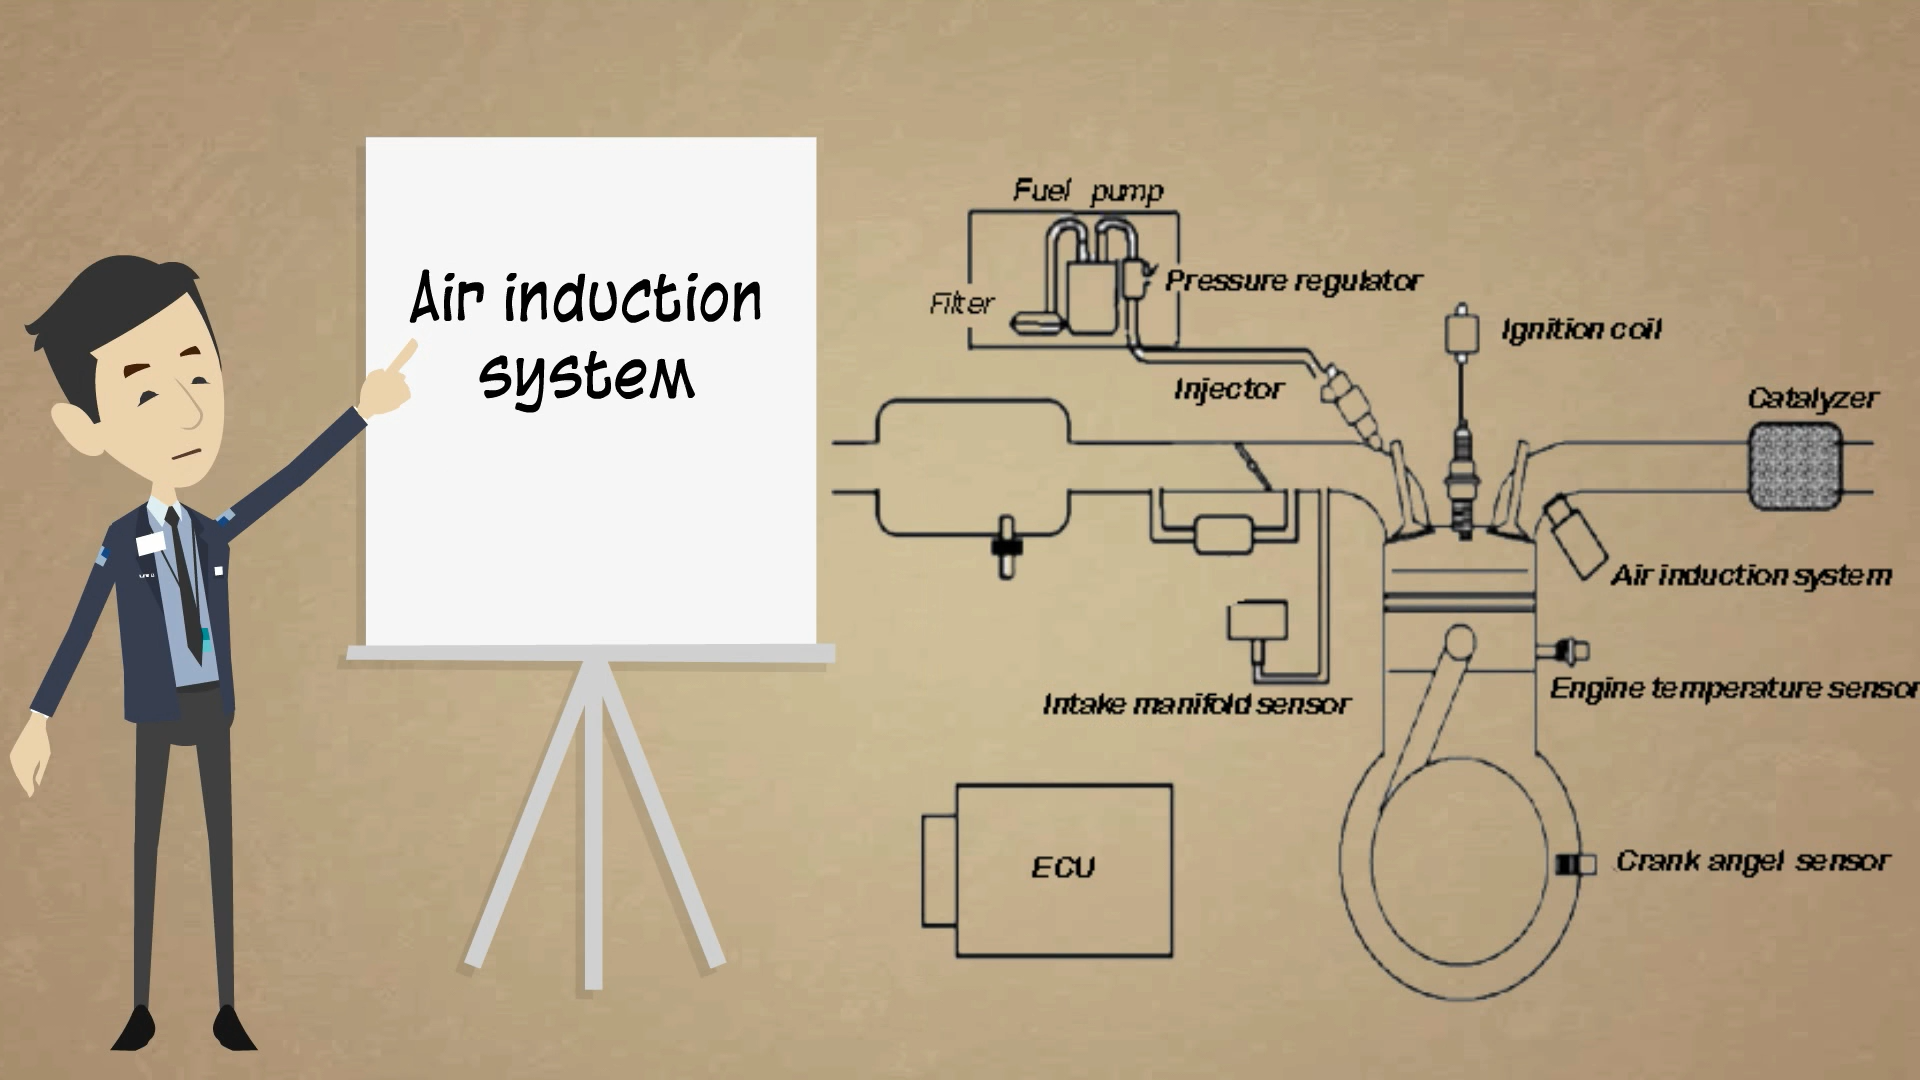 Air induction
system
Fuel pump
Pressure regulator
Filter
Ignition coil
Injector
Catalyzer
Air induction system
Engine temperature sensor
Intake manifold sensor
ECU
Crank angel sensor